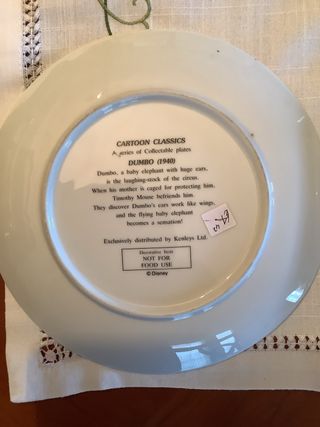 CARTOON CLASSICS
A series of Collectable plates
DUMBO (1940)
Dumbo, a baby elephant with huge ears,
is the laughing-stock of the circus.
When his mother is caged for protecting him,
Timothy Mouse befriends him.
They discover Dumbo's ears work like wings,
and the flying baby elephant
becomes a sensation!
Exclusively distributed by Kenleys Ltd.
Decorative Item
NOT FOR
FOOD USE
© Disney